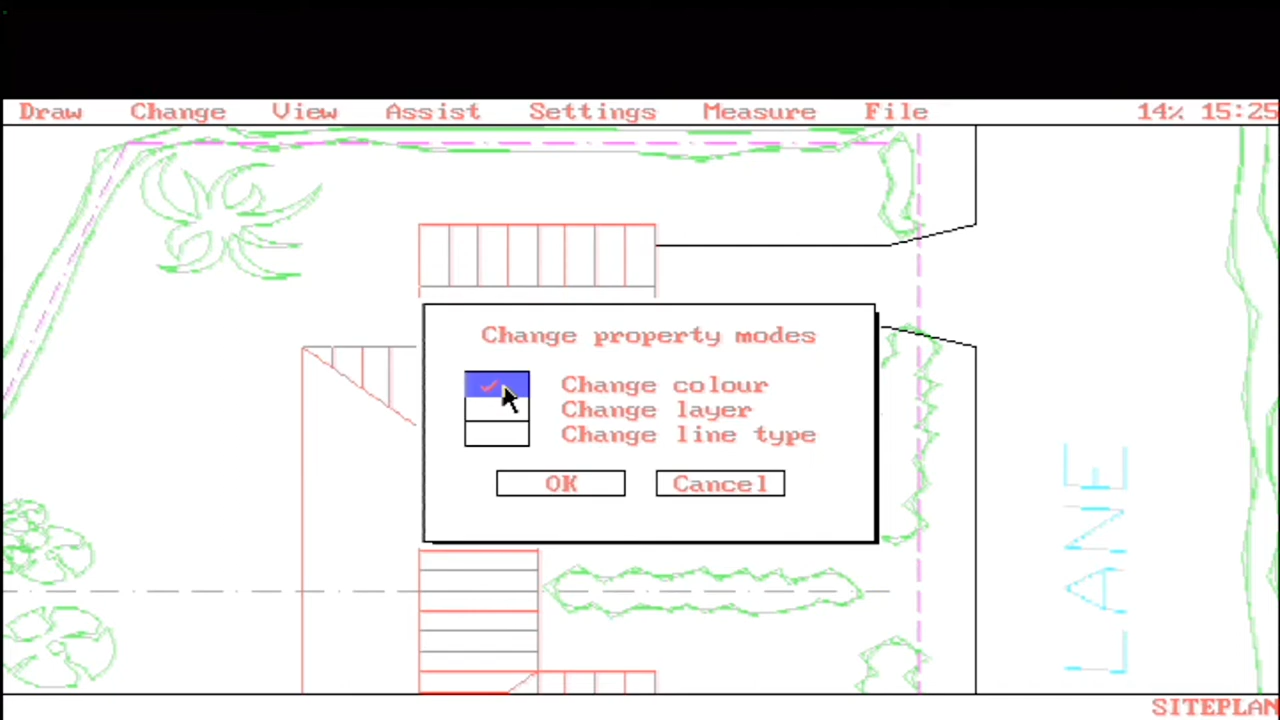 Draw Change View Assist Settings Measure File 14% 15:25
Change property modes
Change colour
Change layer
Change line type
OK Cancel
LANE
SITEPLAN